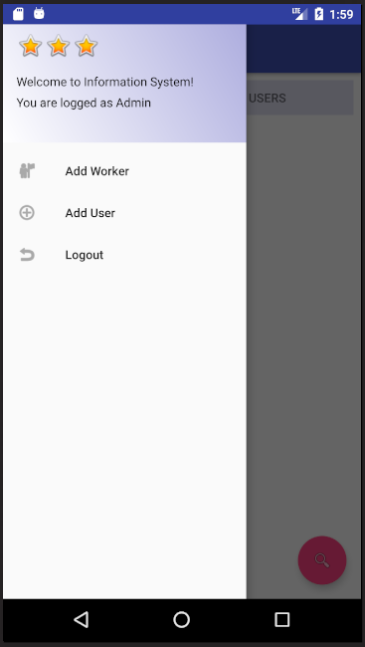 LTE 1:59
Welcome to Information System!
You are logged as Admin
USERS
Add Worker
Add User
Logout